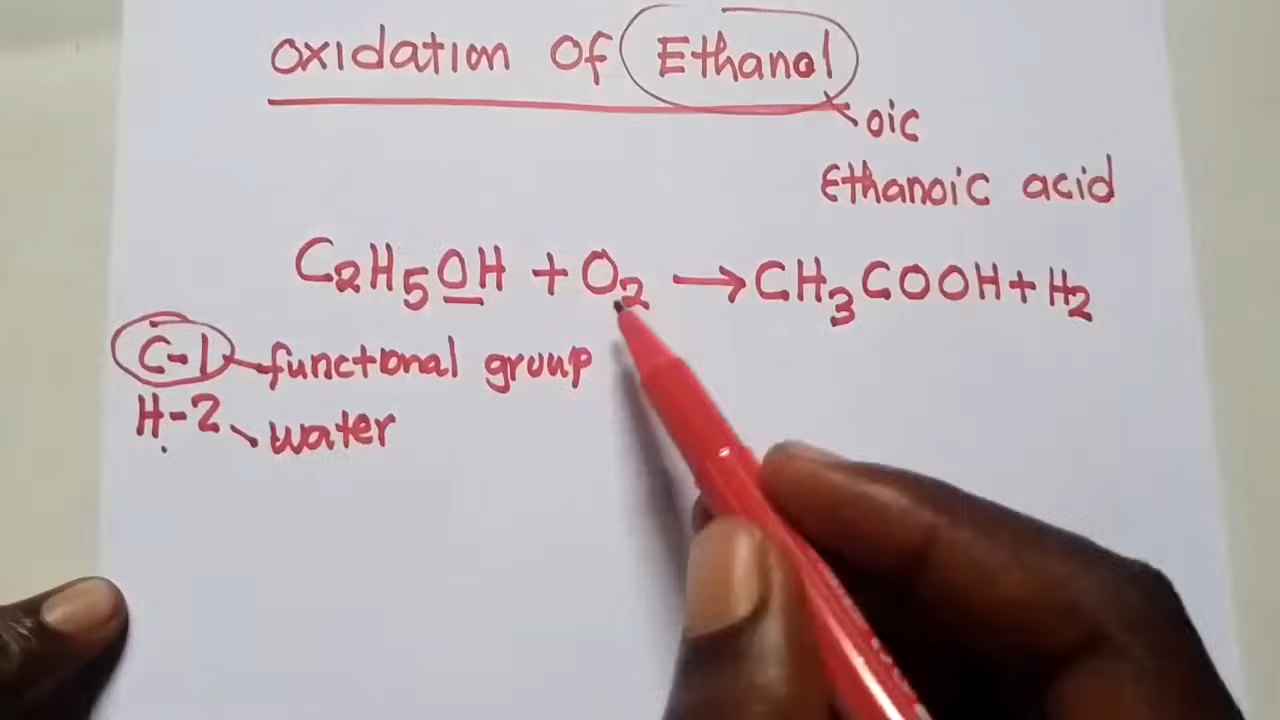 Oxidation Of Ethanol
oic
Ethanoic acid
C₂H₅OH + O₂ → CH₃COOH + H₂
C-1 functional group
H-2 water